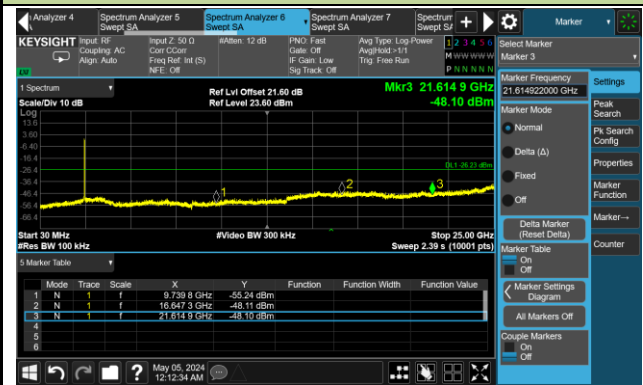 Analyzer 4
Spectrum Analyzer 5
Swept SA
Spectrum Analyzer 6
Swept SA
Spectrum Analyzer 7
Swept SA
Spectrum
Swept
Marker
KEYSIGHT
Input: RF
Coupling: AC
Align: Auto
Input Z: 50 Ω
Corr CCorr
Freq Ref: Int (S)
NFE: Off
#Atten: 12 dB
PNO: Fast
Gate: Off
IF Gain: Low
Sig Track: Off
Avg Type: Log-Power
Avg|Hold:>1/1
Trig: Free Run
1 2 3 4 5 6
M W W W W W
P N N N N N
Select Marker
Marker 3
1 Spectrum
Scale/Div 10 dB
Ref Lvl Offset 21.60 dB
Ref Level 23.60 dBm
Mkr3 21.614 9 GHz
-48.10 dBm
Log
13.6
3.60
-6.40
-16.4
-26.4
-36.4
-46.4
-56.4
-66.4
DL1 -26.23 dBm
1
2
3
Start 30 MHz
#Res BW 100 kHz
#Video BW 300 kHz
Stop 25.00 GHz
Sweep 2.39 s (10001 pts)
5 Marker Table
Mode Trace Scale X Y Function Function Width Function Value
1 N 1 f 9.739 8 GHz -55.24 dBm
2 N 1 f 16.647 3 GHz -48.11 dBm
3 N 1 f 21.614 9 GHz -48.10 dBm
4
5
6
Marker Frequency
21.614922000 GHz
Marker Mode
Normal
Delta (Δ)
Fixed
Off
Delta Marker
(Reset Delta)
Marker Table
On
Off
Marker Settings
Diagram
All Markers Off
Couple Markers
On
Off
Settings
Peak
Search
Pk Search
Config
Properties
Marker
Function
Marker→
Counter
May 05, 2024
12:12:34 AM